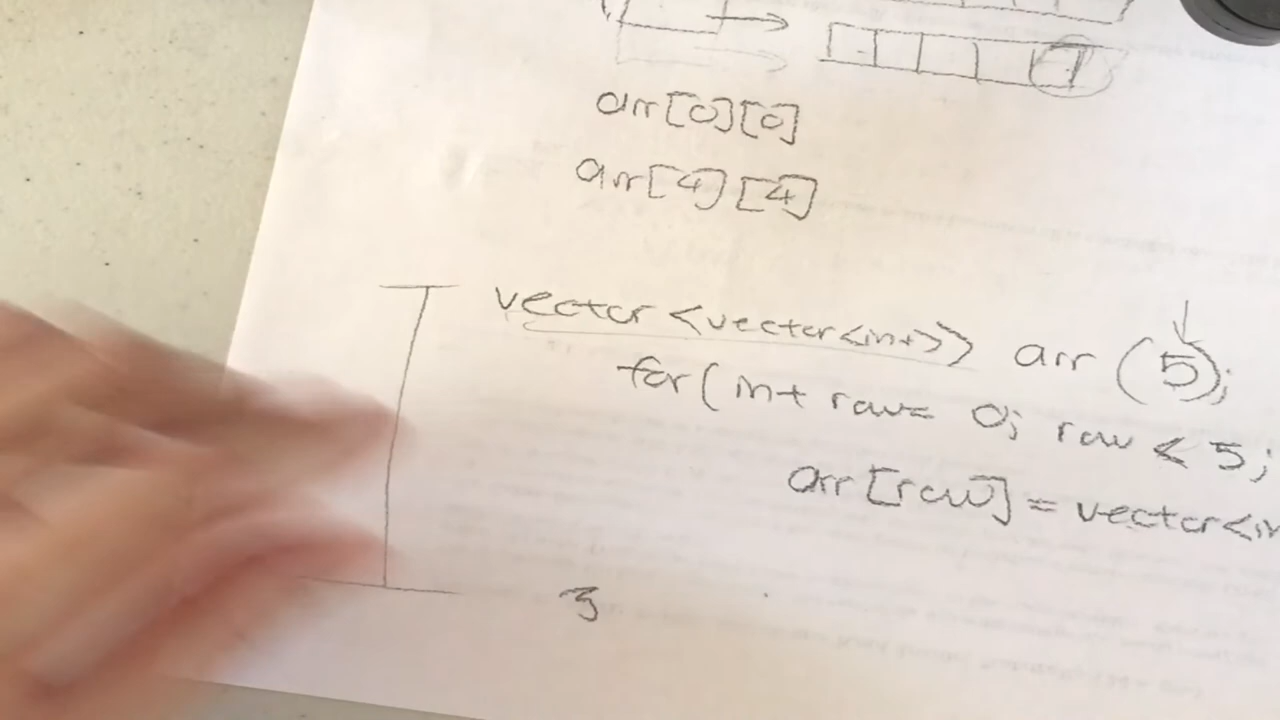 arr[0][0]
arr[4][4]
vector<vector<int>> arr (5);
for( int row= 0; row < 5;
arr[row] = vector<in
}